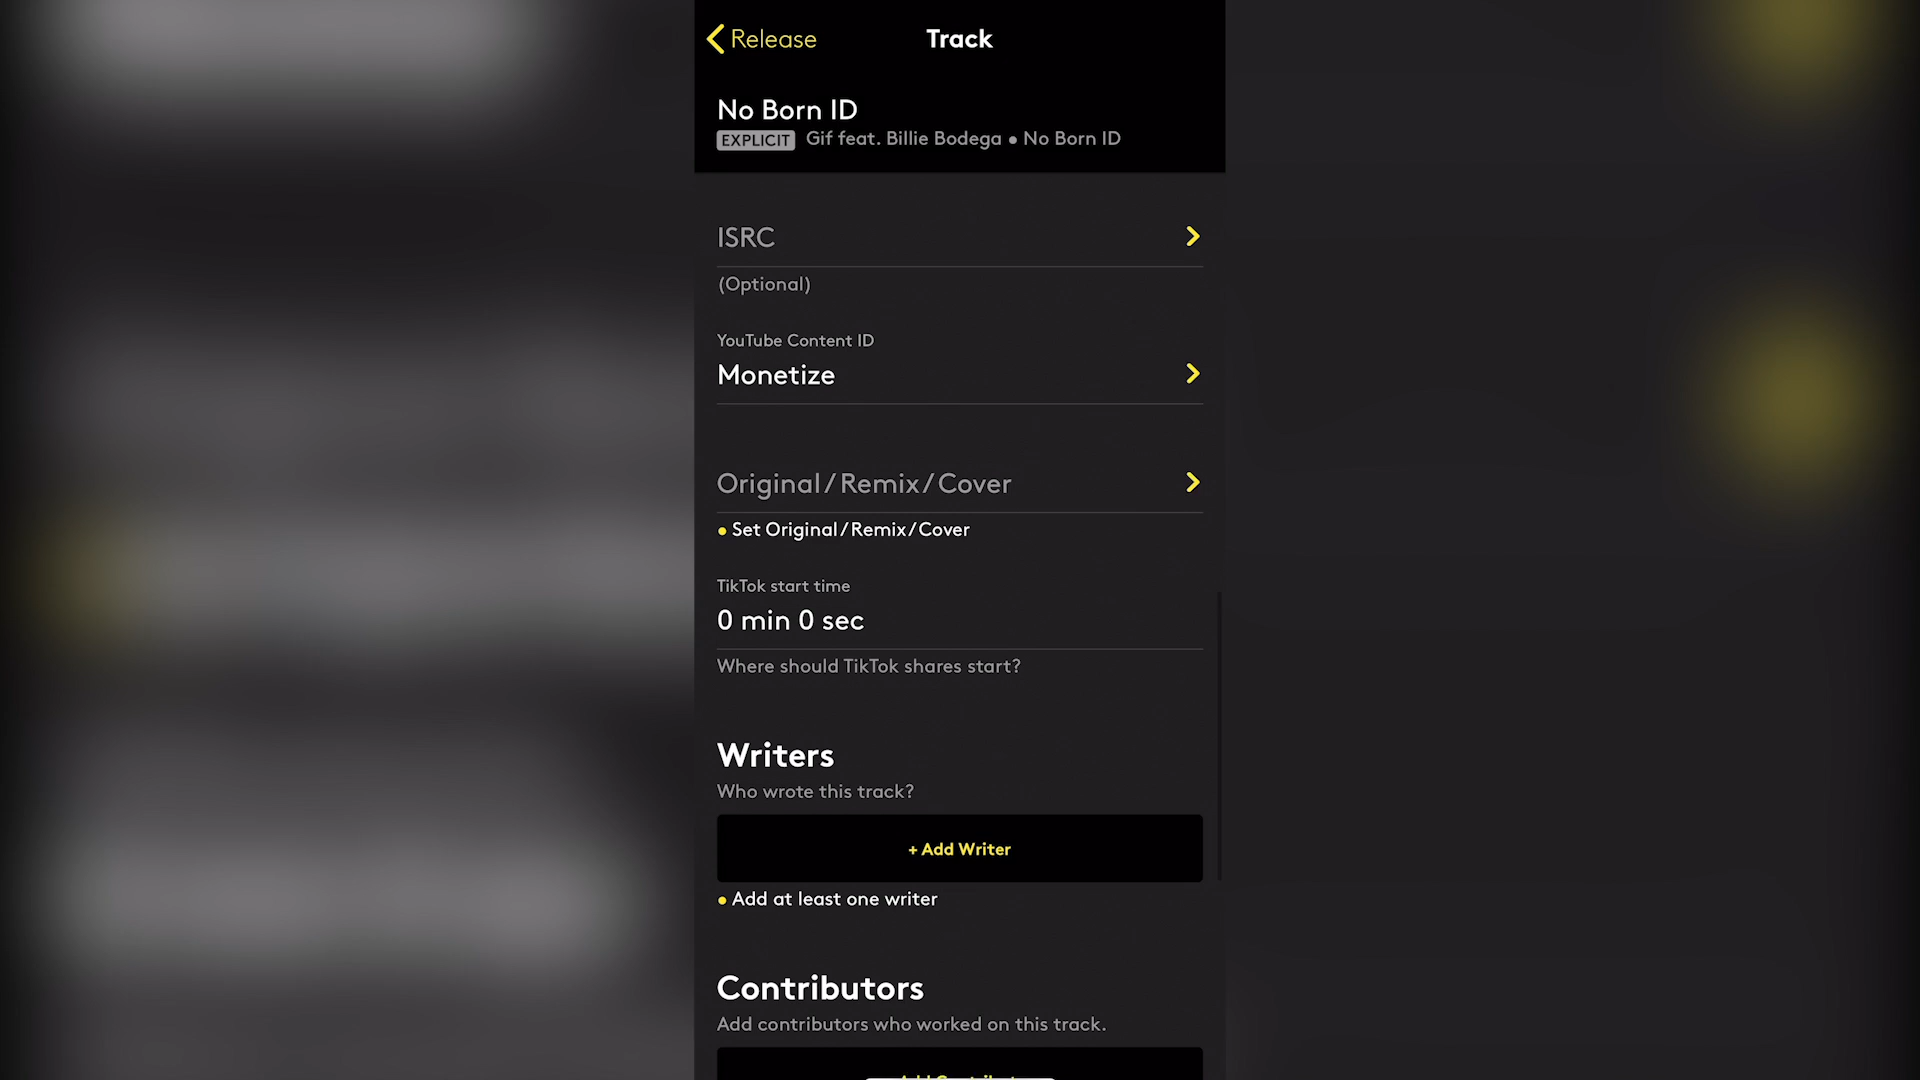 Release
Track
No Born ID
EXPLICIT Gif feat. Billie Bodega • No Born ID
ISRC
(Optional)
YouTube Content ID
Monetize
Original/Remix/Cover
• Set Original/Remix/Cover
TikTok start time
0 min 0 sec
Where should TikTok shares start?
Writers
Who wrote this track?
+ Add Writer
• Add at least one writer
Contributors
Add contributors who worked on this track.